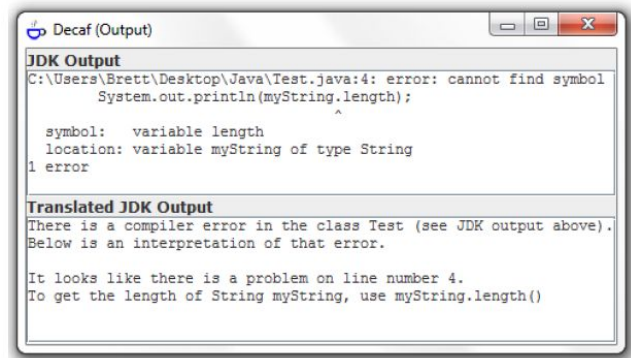 Decaf (Output)
JDK Output
C:\Users\Brett\Desktop\Java\Test.java:4: error: cannot find symbol
        System.out.println(myString.length);
                                   ^
  symbol:   variable length
  location: variable myString of type String
1 error
Translated JDK Output
There is a compiler error in the class Test (see JDK output above).
Below is an interpretation of that error.

It looks like there is a problem on line number 4.
To get the length of String myString, use myString.length()